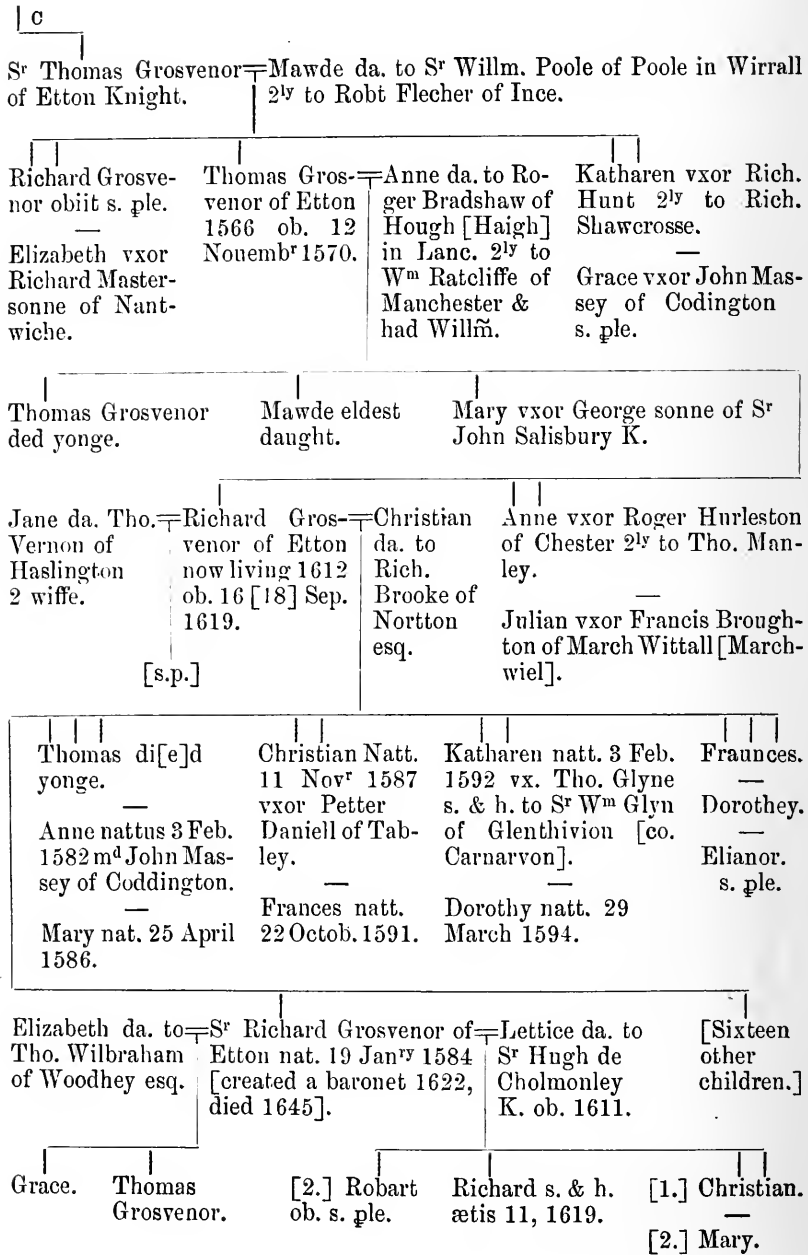 C
Sʳ Thomas Grosvenor=Mawde da. to Sʳ Willm. Poole of Poole in Wirrall
of Etton Knight. 2ˡʸ to Robt Flecher of Ince.
Richard Grosve-
nor obiit s. ꝑle.
—
Elizabeth vxor
Richard Master-
sonne of Nant-
wiche.
Thomas Gros-
venor of Etton
1566 ob. 12
Nouembʳ 1570.
=Anne da. to Ro-
ger Bradshaw of
Hough [Haigh]
in Lanc. 2ˡʸ to
Wᵐ Ratcliffe of
Manchester &
had Willm̃.
Katharen vxor Rich.
Hunt 2ˡʸ to Rich.
Shawcrosse.
—
Grace vxor John Mas-
sey of Codington
s. ꝑle.
Thomas Grosvenor
ded yonge.
Mawde eldest
daught.
Mary vxor George sonne of Sʳ
John Salisbury K.
Jane da. Tho.
Vernon of
Haslington
2 wiffe.
=Richard Gros-
venor of Etton
now living 1612
ob. 16 [18] Sep.
1619.
[s.p.]
=Christian
da. to
Rich.
Brooke of
Nortton
esq.
Anne vxor Roger Hurleston
of Chester 2ˡʸ to Tho. Man-
ley.
—
Julian vxor Francis Brough-
ton of March Wittall [March-
wiel].
Thomas di[e]d
yonge.
—
Anne nattus 3 Feb.
1582 mᵈ John Mas-
sey of Coddington.
—
Mary nat. 25 April
1586.
Christian Natt.
11 Novʳ 1587
vxor Petter
Daniell of Tab-
ley.
—
Frances natt.
22 Octob. 1591.
Katharen natt. 3 Feb.
1592 vx. Tho. Glyne
s. & h. to Sʳ Wᵐ Glyn
of Glenthivion [co.
Carnarvon].
—
Dorothy natt. 29
March 1594.
Fraunces.
—
Dorothey.
—
Elianor.
s. ꝑle.
Elizabeth da. to
Tho. Wilbraham
of Woodhey esq.
=Sʳ Richard Grosvenor of
Etton nat. 19 Janʳʸ 1584
[created a baronet 1622,
died 1645].
=Lettice da. to
Sʳ Hugh de
Cholmonley
K. ob. 1611.
[Sixteen
other
children.]
Grace.
Thomas
Grosvenor.
[2.] Robart
ob. s. ꝑle.
Richard s. & h.
ætis 11, 1619.
[1.] Christian.
—
[2.] Mary.